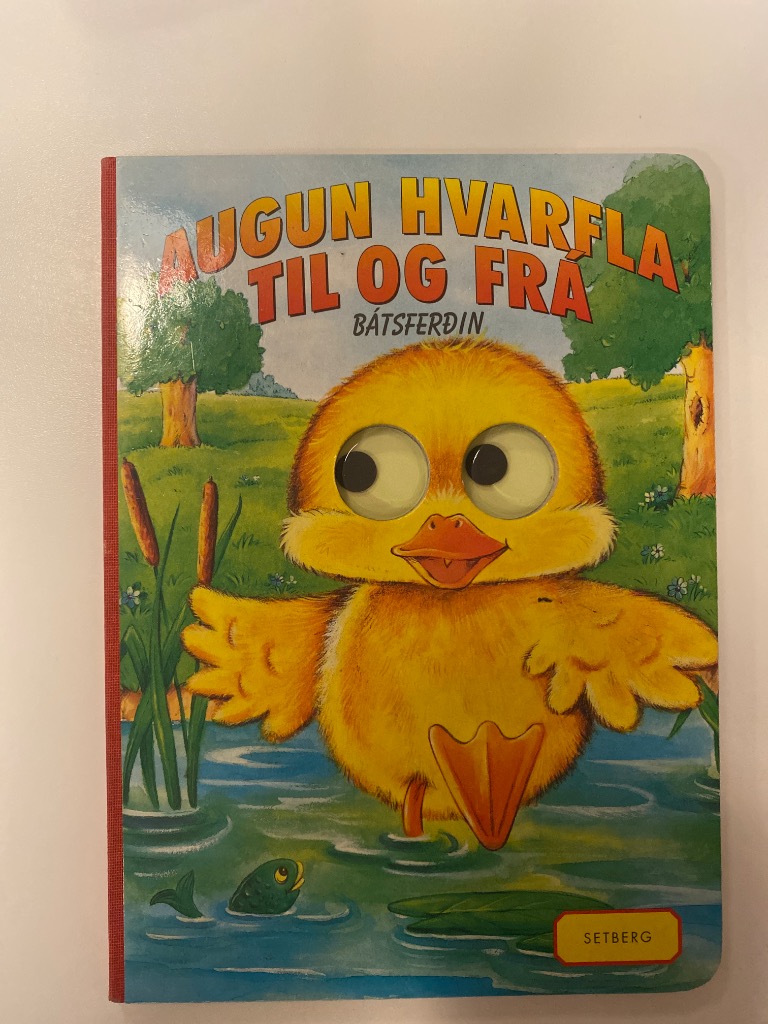 AUGUN HVARFLA
TIL OG FRÁ
BÁTSFERÐIN
SETBERG